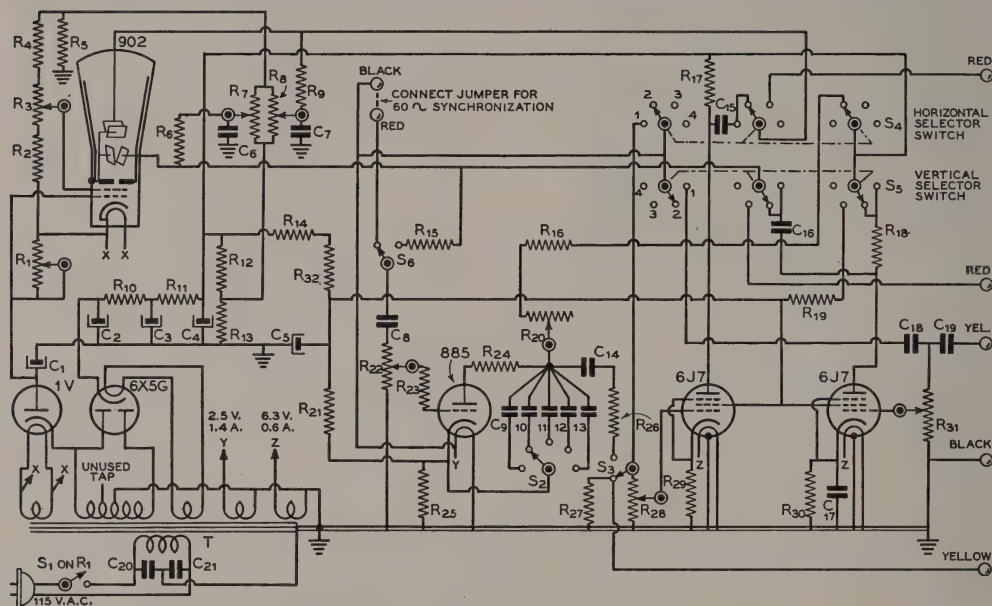 R4
R5
902
BLACK
CONNECT JUMPER FOR
60 ~ SYNCHRONIZATION
RED
R17
RED
R3
R7
R8
R9
2
3
1
4
C15
S4
HORIZONTAL
SELECTOR
SWITCH
R6
C6
C7
R2
4
3
2
1
S5
VERTICAL
SELECTOR
SWITCH
X X
R14
R15
R16
C16
R18
R1
R12
R32
S6
R10
R11
RED
C2
C3
C4
R13
C5
C8
R20
R19
C18
C19
YEL.
C1
1V
6X5G
R22
R23
885
R24
C14
6J7
6J7
2.5 V.
1.4 A.
6.3 V.
0.6 A.
R21
Y
C9
10
11
12
13
R26
R31
X
X
UNUSED
TAP
Y
Z
S2
S3
Z
Z
BLACK
R25
R27
R28
R29
R30
C17
T
S1 ON R1
C20
C21
115 V.A.C.
YELLOW